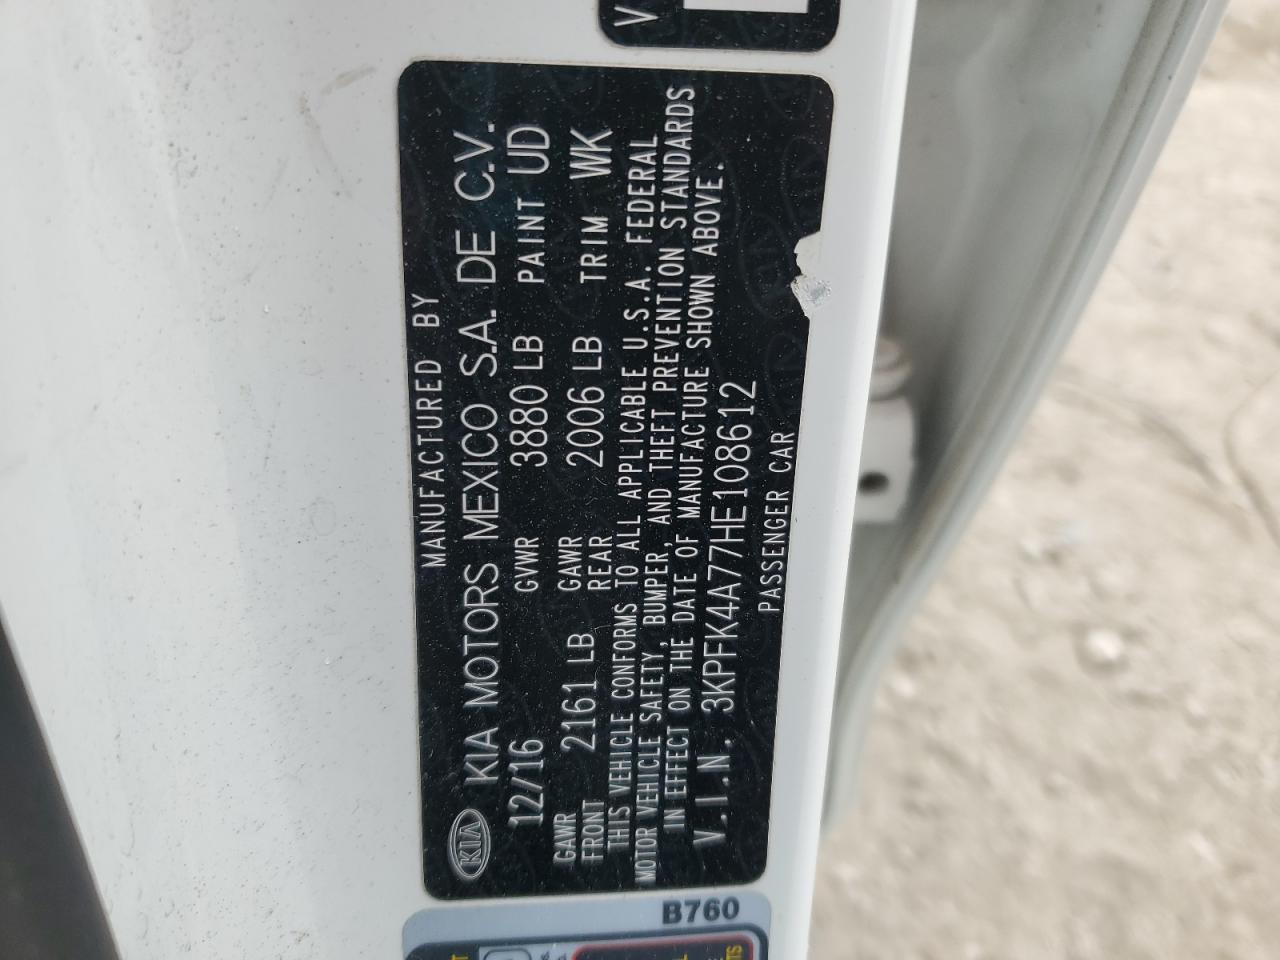 V
MANUFACTURED BY
KIA KIA MOTORS MEXICO S.A. DE C.V.
12/16 GVWR 3880 LB PAINT UD
GAWR FRONT 2161 LB GAWR REAR 2006 LB TRIM WK
THIS VEHICLE CONFORMS TO ALL APPLICABLE U.S.A. FEDERAL
MOTOR VEHICLE SAFETY, BUMPER, AND THEFT PREVENTION STANDARDS
IN EFFECT ON THE DATE OF MANUFACTURE SHOWN ABOVE.
V.I.N. 3KPFK4A77HE108612
PASSENGER CAR
B760